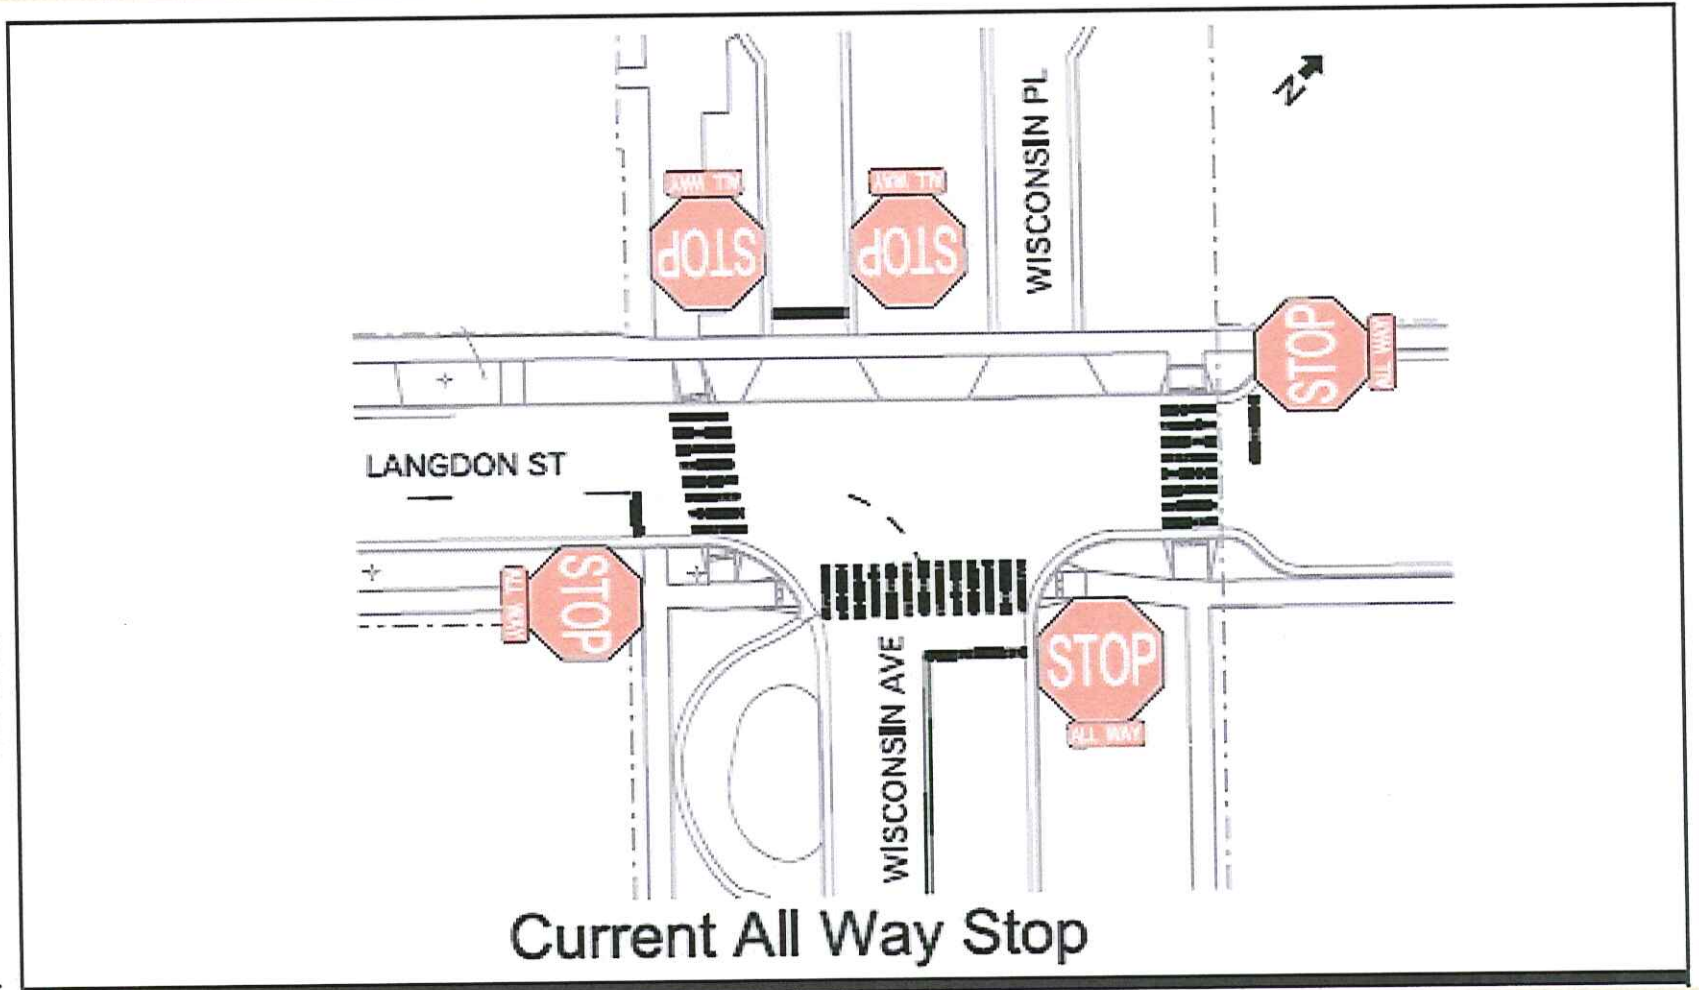 N
WISCONSIN PL
ALL WAY
STOP
ALL WAY
STOP
STOP
ALL WAY
LANGDON ST
ALL WAY
STOP
WISCONSIN AVE
STOP
ALL WAY
Current All Way Stop